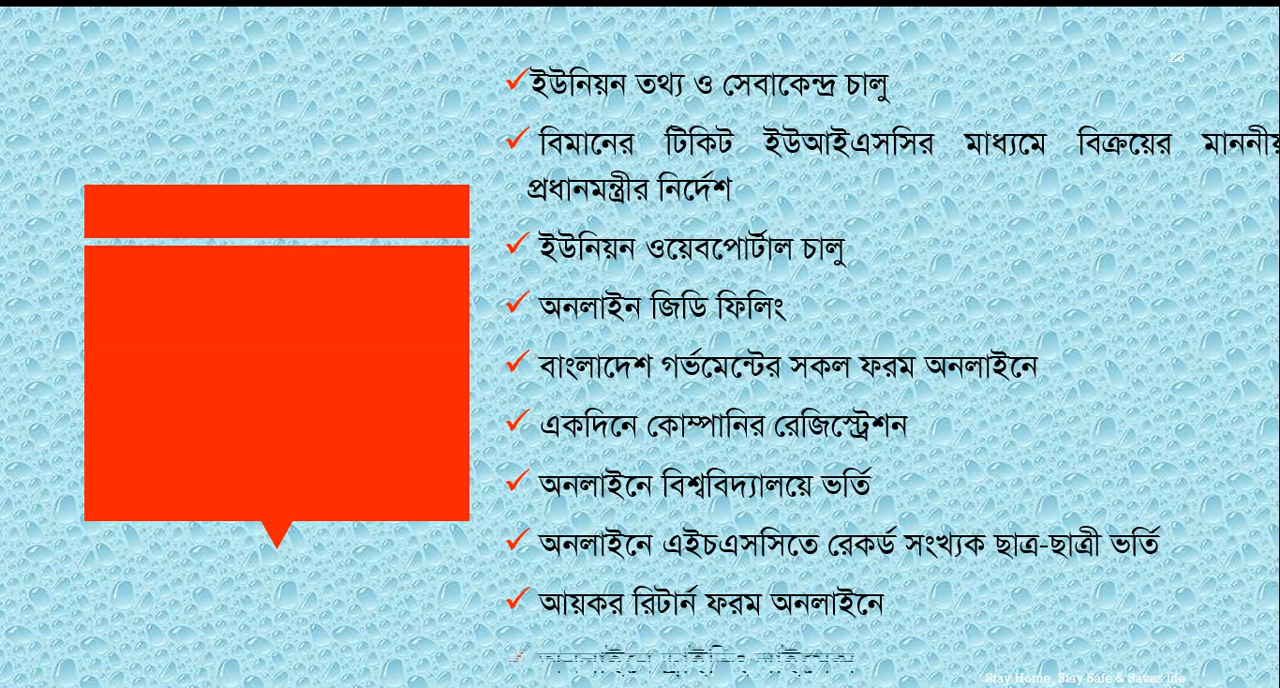 23
✓ইউনিয়ন তথ্য ও সেবাকেন্দ্র চালু
✓ বিমানের টিকিট ইউআইএসসির মাধ্যমে বিক্রয়ের মাননীয়
প্রধানমন্ত্রীর নির্দেশ
✓ ইউনিয়ন ওয়েবপোর্টাল চালু
✓ অনলাইন জিডি ফিলিং
✓ বাংলাদেশ গর্ভমেন্টের সকল ফরম অনলাইনে
✓ একদিনে কোম্পানির রেজিস্ট্রেশন
✓ অনলাইনে বিশ্ববিদ্যালয়ে ভর্তি
✓ অনলাইনে এইচএসসিতে রেকর্ড সংখ্যক ছাত্র-ছাত্রী ভর্তি
✓ আয়কর রিটার্ন ফরম অনলাইনে
Stay Home, Stay Safe & Saves life